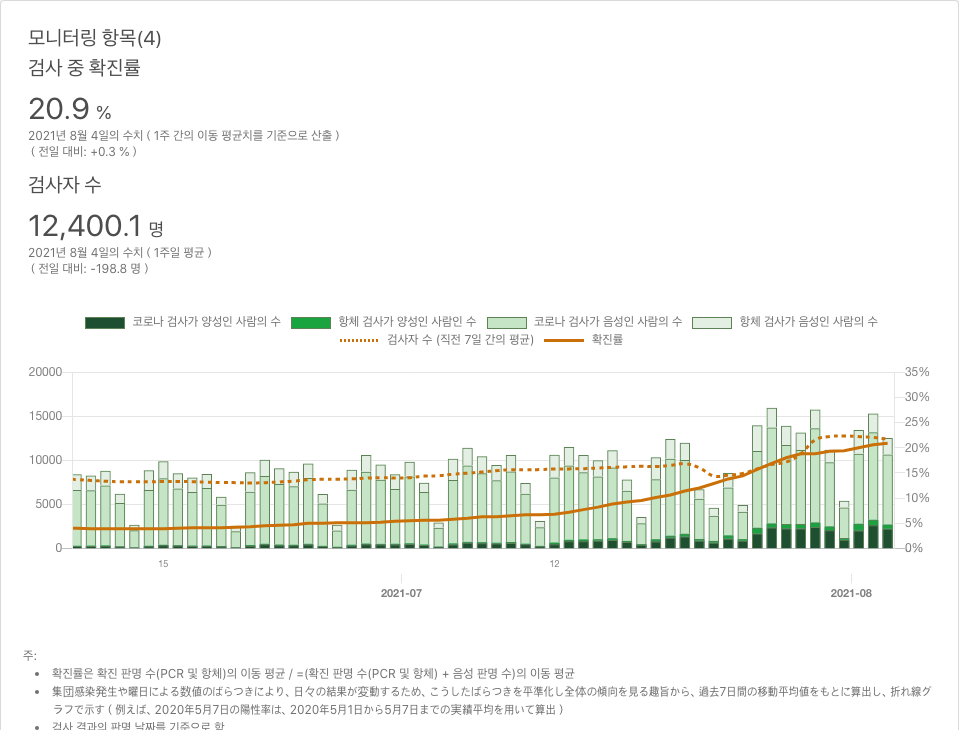 모니터링 항목(4)
검사 중 확진률
20.9 %
2021년 8월 4일의 수치 ( 1주 간의 이동 평균치를 기준으로 산출 )
( 전일 대비: +0.3 % )
검사자 수
12,400.1 명
2021년 8월 4일의 수치 ( 1주일 평균 )
( 전일 대비: -198.8 명 )
코로나 검사가 양성인 사람의 수 항체 검사가 양성인 사람인 수 코로나 검사가 음성인 사람의 수 항체 검사가 음성인 사람의 수
검사자 수 (직전 7일 간의 평균) 확진률
20000 35%
30%
15000 25%
10000 20%
15%
5000 10%
5%
0 0%
15 12
2021-07 2021-08
주:
• 확진률은 확진 판명 수(PCR 및 항체)의 이동 평균 / =(확진 판명 수(PCR 및 항체) + 음성 판명 수)의 이동 평균
• 集団感染発生や曜日による数値のばらつきにより、日々の結果が変動するため、こうしたばらつきを平準化し全体の傾向を見る趣旨から、過去7日間の移動平均値をもとに算出し、折れ線グ
ラフで示す ( 例えば、2020年5月7日の陽性率は、2020年5月1日から5月7日までの実績平均を用いて算出 )
• 검사 결과의 판명 날짜를 기준으로 함